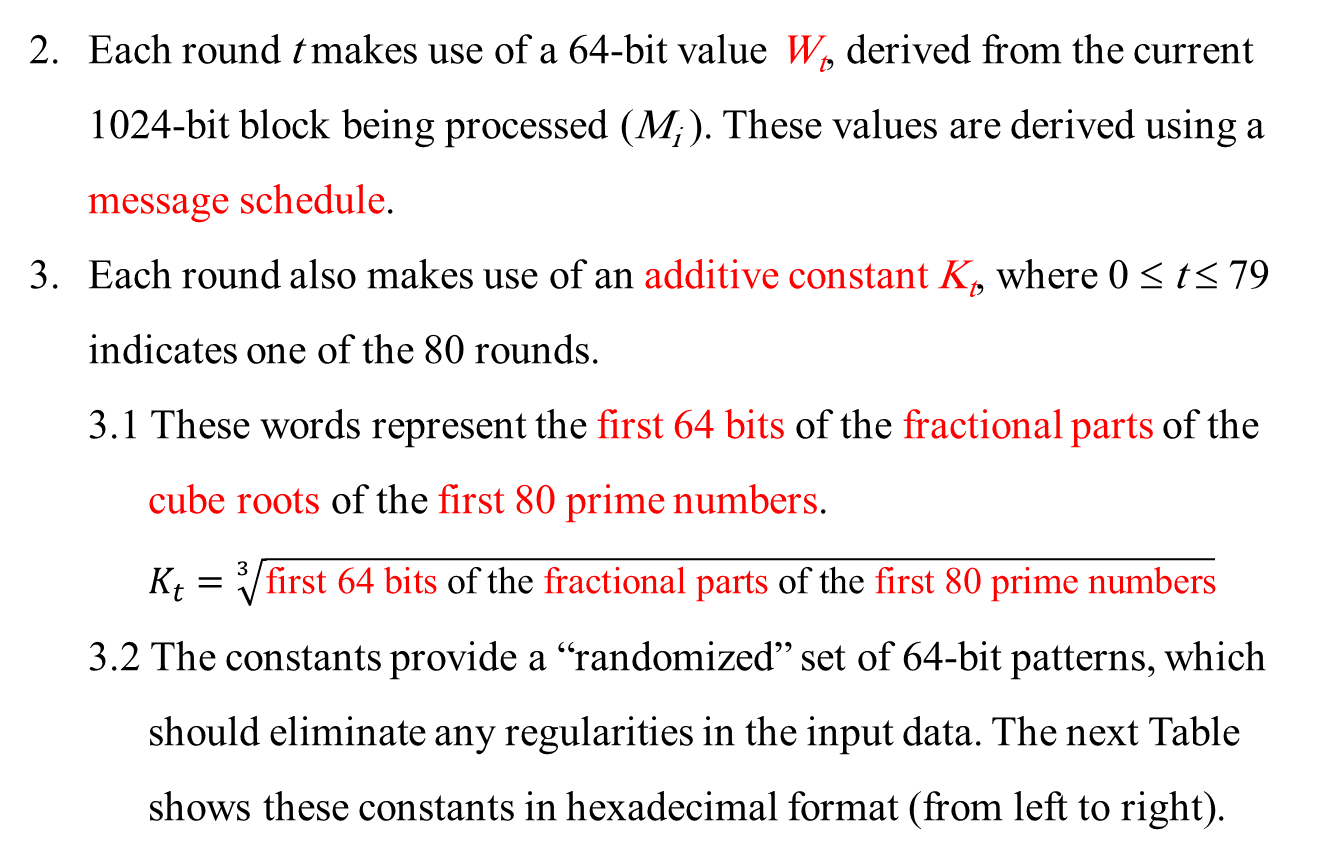 2. Each round t makes use of a 64-bit value Wt, derived from the current
1024-bit block being processed (Mi). These values are derived using a
message schedule.
3. Each round also makes use of an additive constant Kt, where 0 ≤ t ≤ 79
indicates one of the 80 rounds.
3.1 These words represent the first 64 bits of the fractional parts of the
cube roots of the first 80 prime numbers.
Kt = ∛first 64 bits of the fractional parts of the first 80 prime numbers
3.2 The constants provide a “randomized” set of 64-bit patterns, which
should eliminate any regularities in the input data. The next Table
shows these constants in hexadecimal format (from left to right).